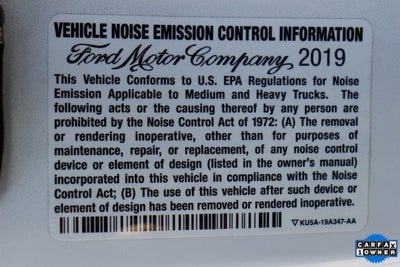 VEHICLE NOISE EMISSION CONTROL INFORMATION
Ford Motor Company 2019
This Vehicle Conforms to U.S. EPA Regulations for Noise
Emission Applicable to Medium and Heavy Trucks. The
following acts or the causing thereof by any person are
prohibited by the Noise Control Act of 1972: (A) The removal
or rendering inoperative, other than for purposes of
maintenance, repair, or replacement, of any noise control
device or element of design (listed in the owner's manual)
incorporated into this vehicle in compliance with the Noise
Control Act; (B) The use of this vehicle after such device or
element of design has been removed or rendered inoperative.
KU5A-19A347-AA
CARFAX
1 OWNER